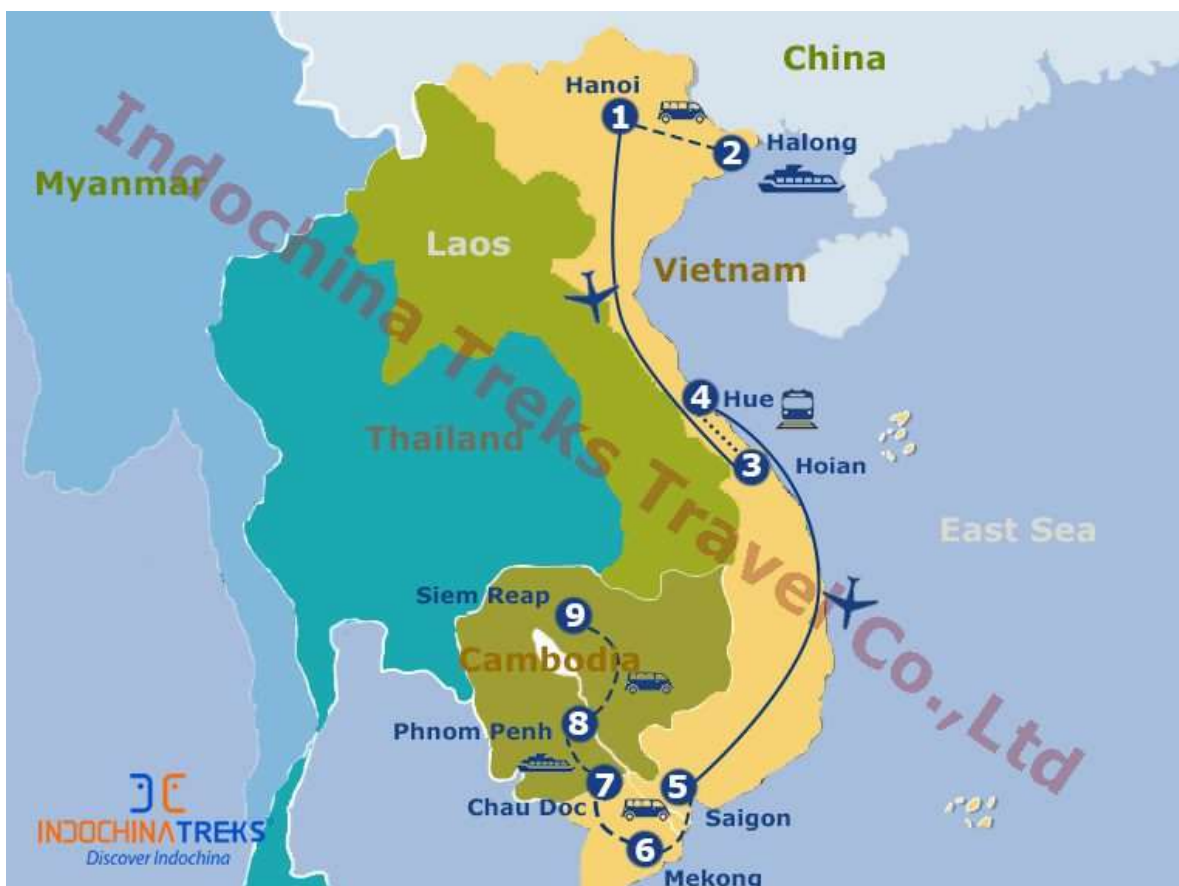 China
Hanoi
1
2
Halong
Myanmar
Laos
Vietnam
4
Hue
Thailand
3
Hoian
East Sea
Siem Reap
9
Cambodia
Phnom Penh
8
7
Chau Doc
5
Saigon
6
Mekong
Indochina Treks Travel Co.,Ltd
INDOCHINATREKS
Discover Indochina